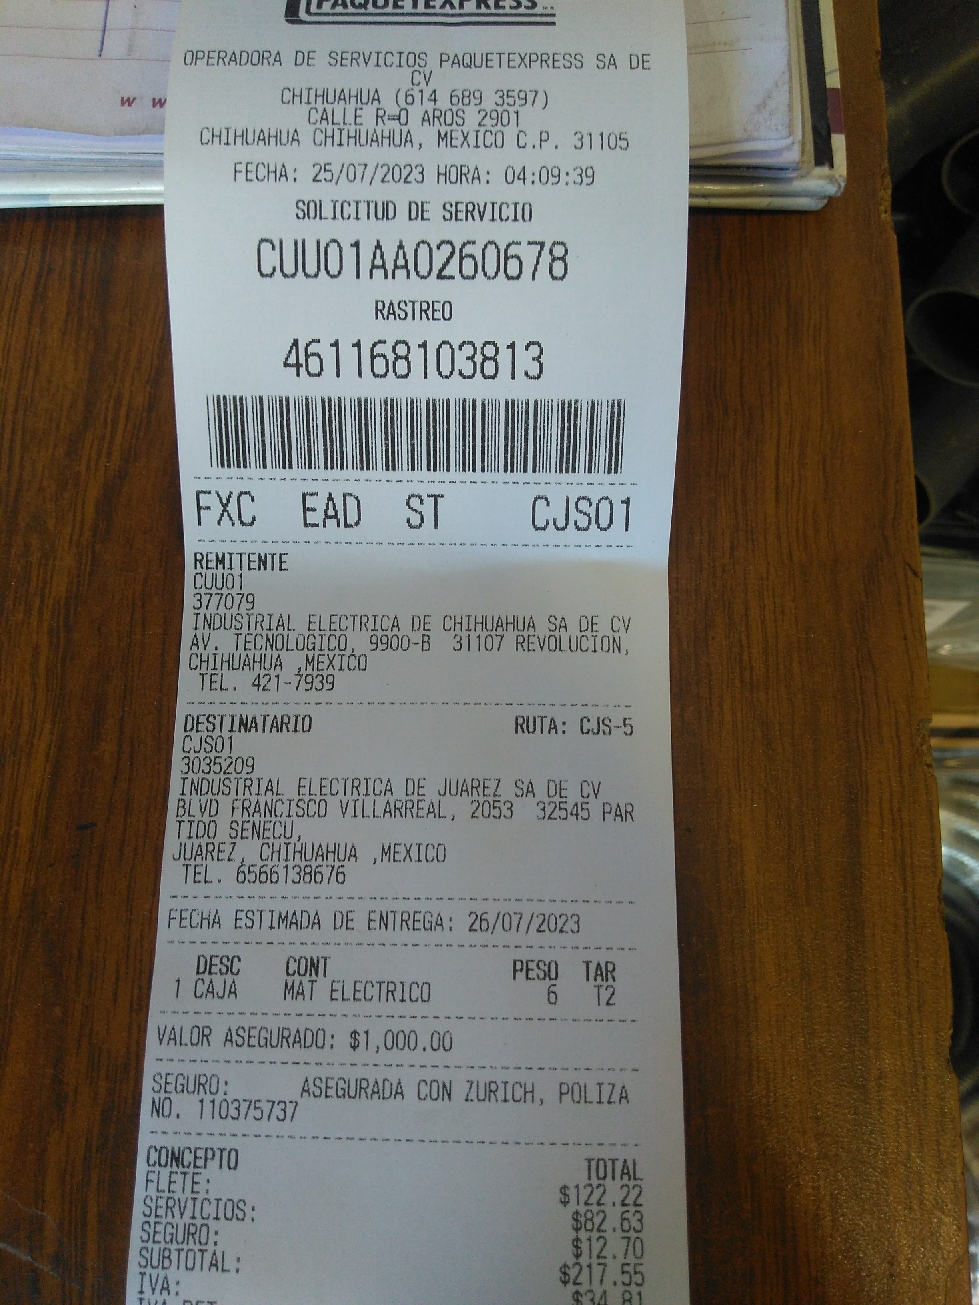 PAQUETEXPRESS
OPERADORA DE SERVICIOS PAQUETEXPRESS SA DE
CV
CHIHUAHUA (614 689 3597)
CALLE R=O AROS 2901
CHIHUAHUA CHIHUAHUA, MEXICO C.P. 31105
FECHA: 25/07/2023 HORA: 04:09:39
SOLICITUD DE SERVICIO
CUU01AA0260678
RASTREO
461168103813
FXC EAD ST CJS01
REMITENTE
CUU01
377079
INDUSTRIAL ELECTRICA DE CHIHUAHUA SA DE CV
AV. TECNOLOGICO, 9900-B 31107 REVOLUCION,
CHIHUAHUA ,MEXICO
TEL. 421-7939
DESTINATARIO RUTA: CJS-5
CJS01
3035209
INDUSTRIAL ELECTRICA DE JUAREZ SA DE CV
BLVD FRANCISCO VILLARREAL, 2053 32545 PAR
TIDO SENECU,
JUAREZ, CHIHUAHUA ,MEXICO
TEL. 6566138676
FECHA ESTIMADA DE ENTREGA: 26/07/2023
DESC CONT PESO TAR
1 CAJA MAT ELECTRICO 6 T2
VALOR ASEGURADO: $1,000.00
SEGURO: ASEGURADA CON ZURICH, POLIZA
NO. 110375737
CONCEPTO TOTAL
FLETE: $122.22
SERVICIOS: $82.63
SEGURO: $12.70
SUBTOTAL: $217.55
IVA: $34.81